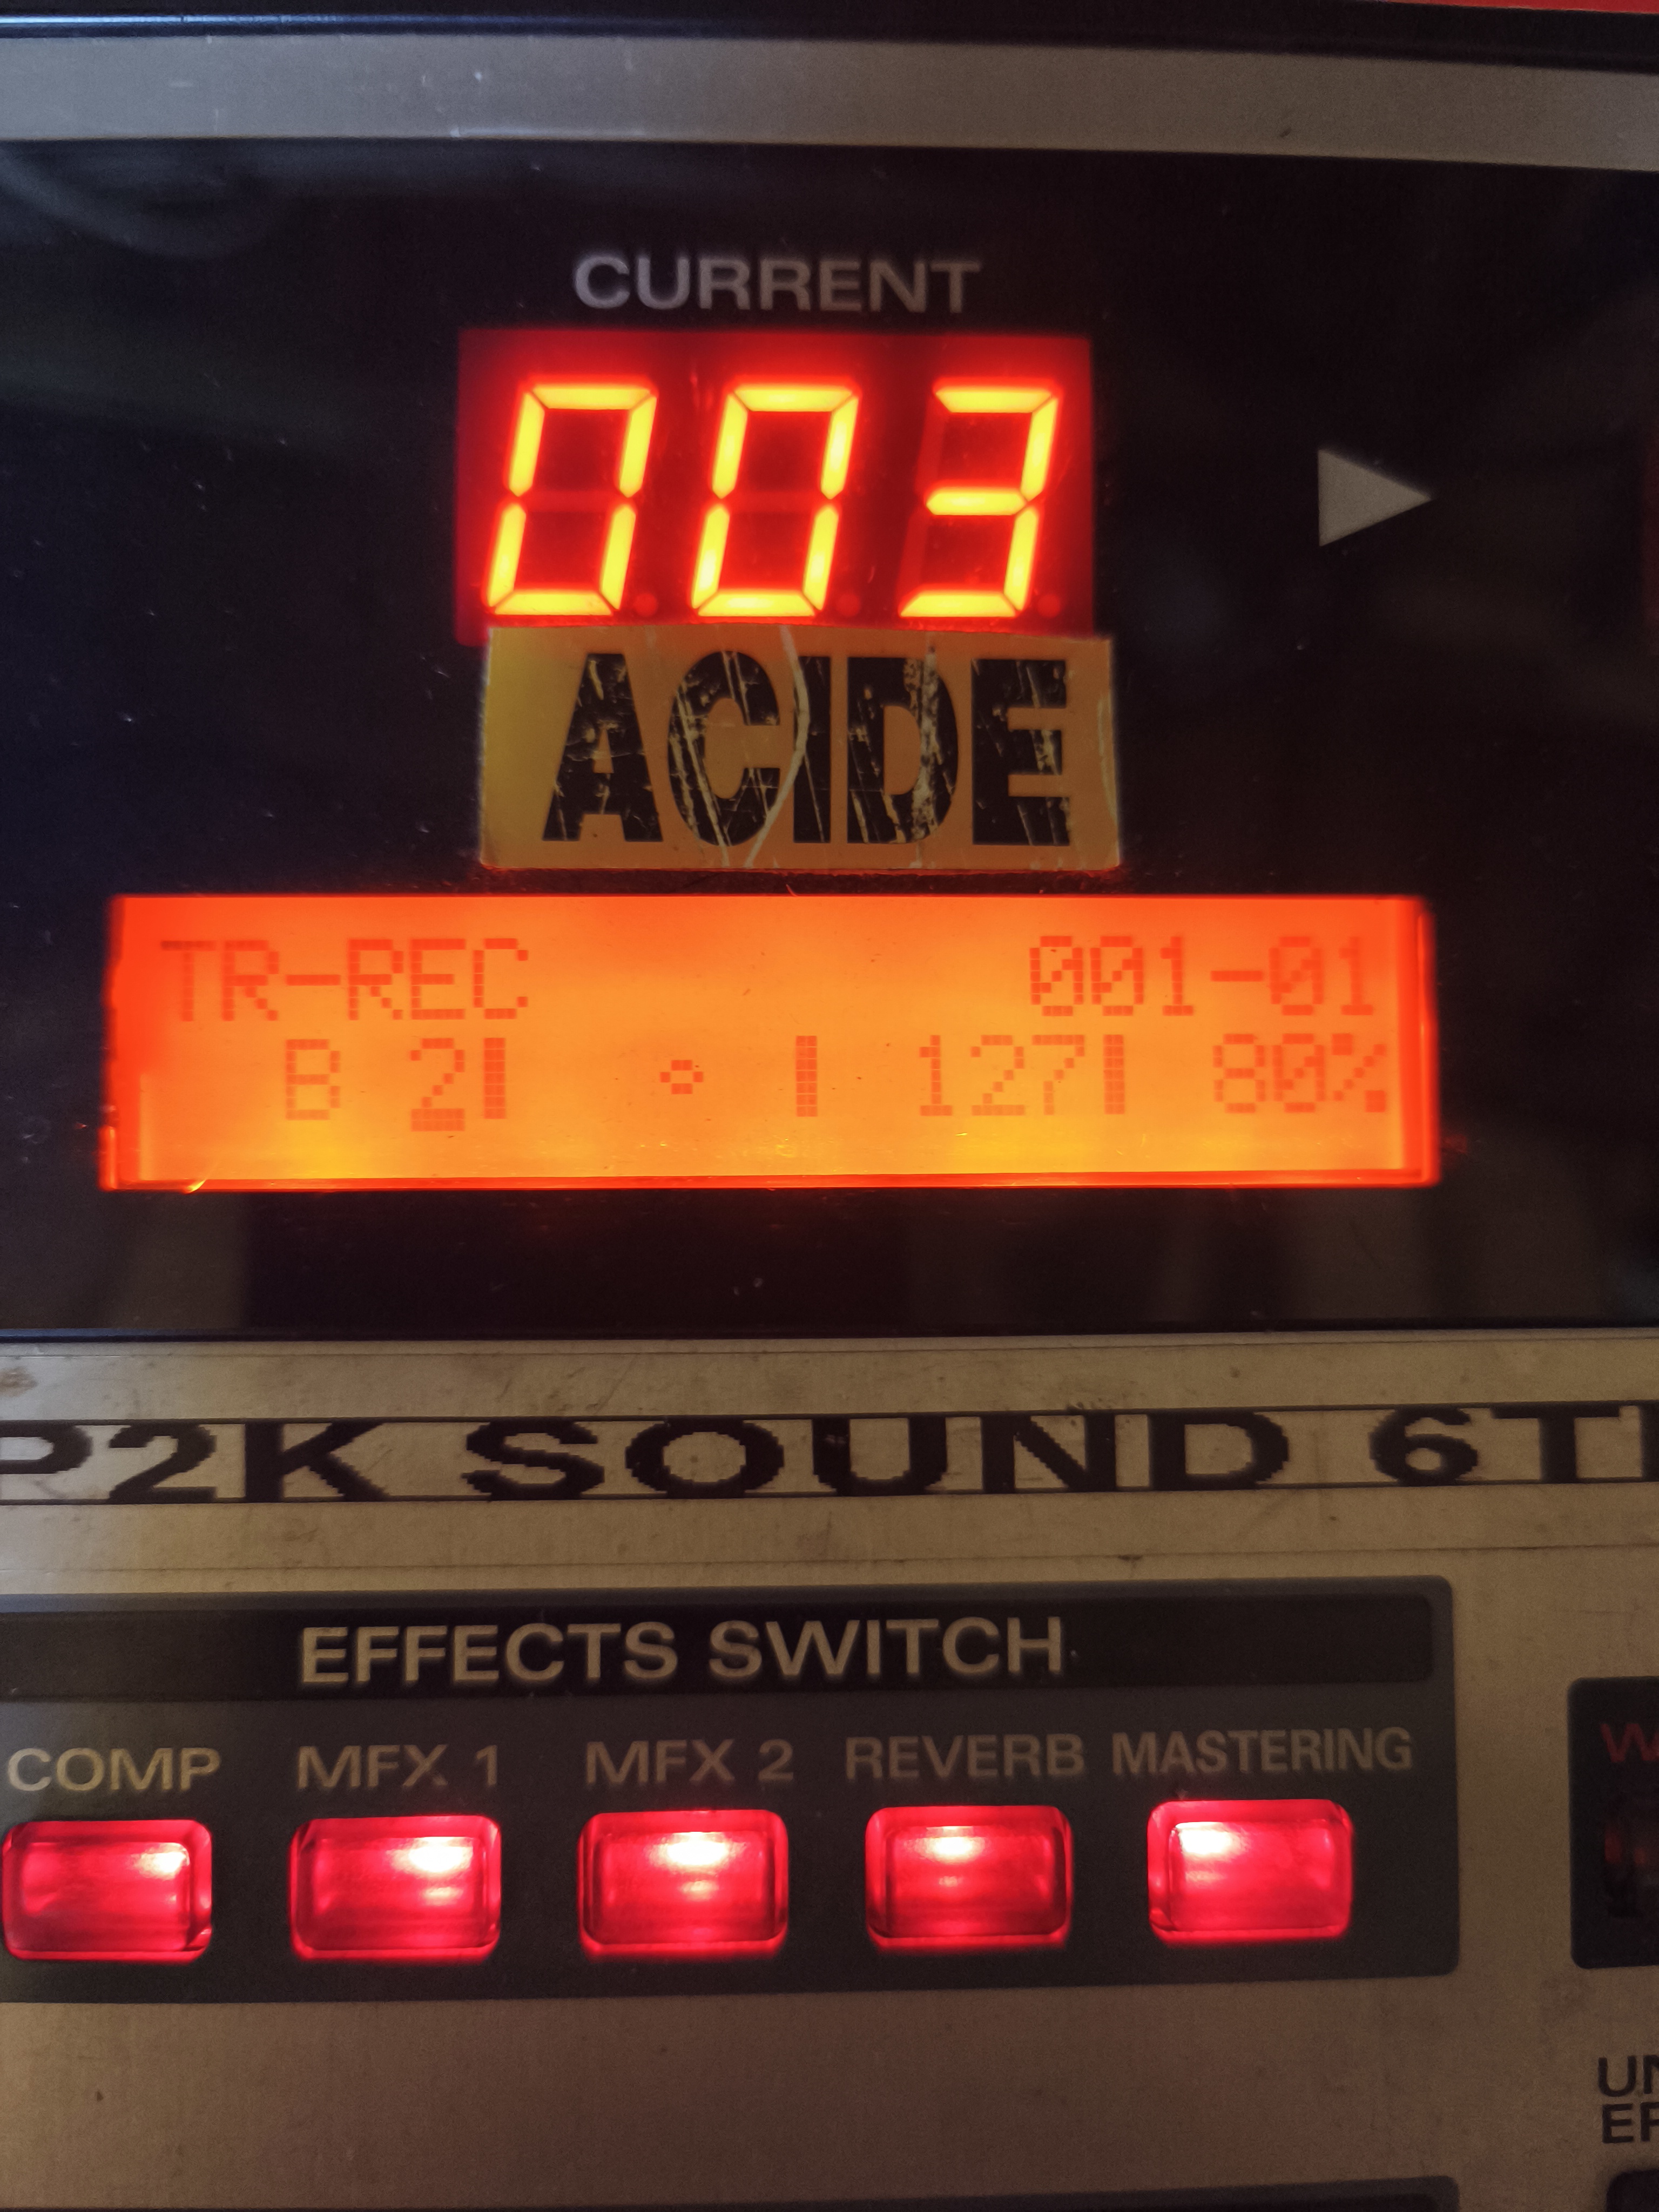 CURRENT
003
ACIDE
TR-REC 001-01
B 2 127 80%
P2K SOUND 6T
EFFECTS SWITCH
COMP MFX 1 MFX 2 REVERB MASTERING